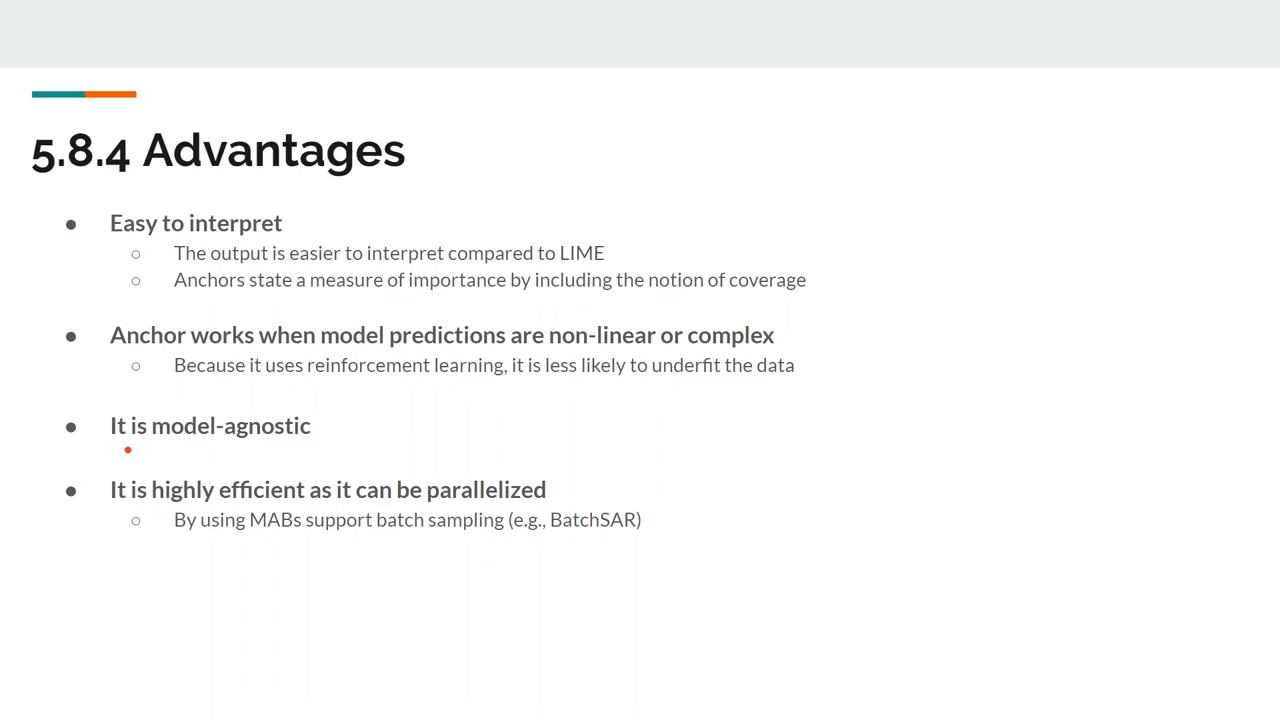 5.8.4 Advantages
● Easy to interpret
○ The output is easier to interpret compared to LIME
○ Anchors state a measure of importance by including the notion of coverage
● Anchor works when model predictions are non-linear or complex
○ Because it uses reinforcement learning, it is less likely to underfit the data
● It is model-agnostic
● It is highly efficient as it can be parallelized
○ By using MABs support batch sampling (e.g., BatchSAR)